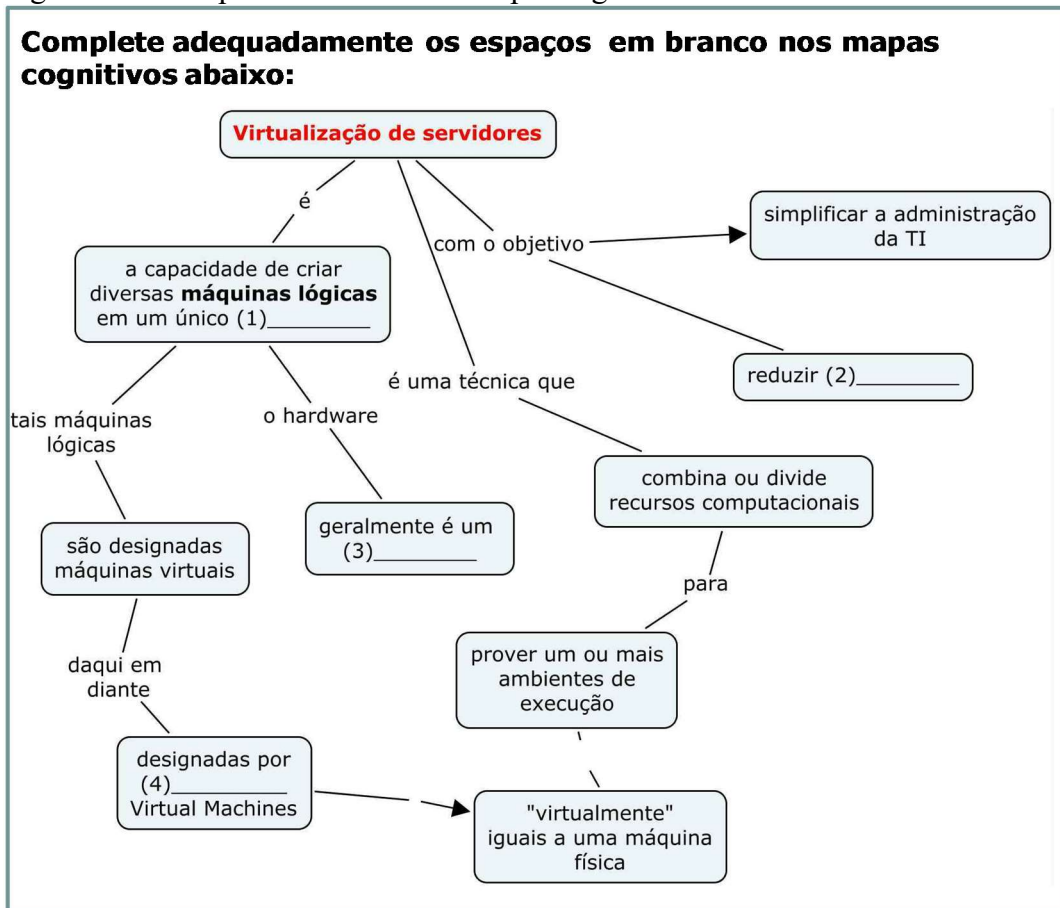 Complete adequadamente os espaços em branco nos mapas
cognitivos abaixo:
Virtualização de servidores
é
com o objetivo
simplificar a administração
da TI
a capacidade de criar
diversas máquinas lógicas
em um único (1)_________
é uma técnica que
reduzir (2)_________
tais máquinas
lógicas
o hardware
combina ou divide
recursos computacionais
geralmente é um
(3)_________
são designadas
máquinas virtuais
para
daqui em
diante
prover um ou mais
ambientes de
execução
designadas por
(4)__________
Virtual Machines
"virtualmente"
iguais a uma máquina
física